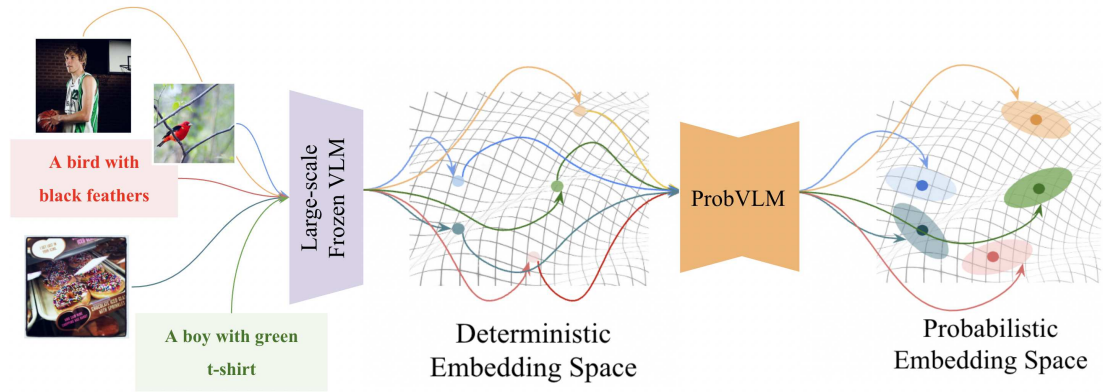 A bird with
black feathers
A boy with green
t-shirt
Large-scale
Frozen VLM
Deterministic
Embedding Space
ProbVLM
Probabilistic
Embedding Space